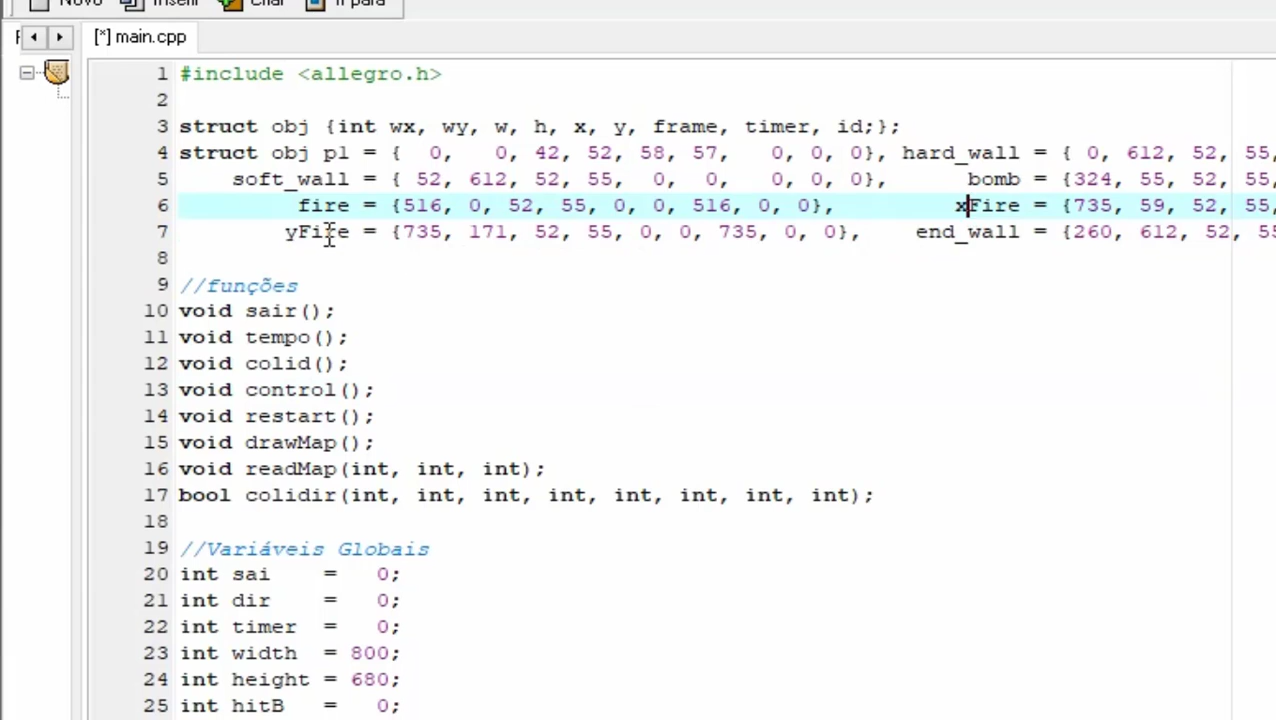 Novo Inserir Criar Ir para
[*] main.cpp
1 #include <allegro.h>
2
3 struct obj {int wx, wy, w, h, x, y, frame, timer, id;};
4 struct obj p1 = {  0,    0, 42, 52, 58, 57,   0, 0, 0}, hard_wall = { 0, 612, 52, 55,
5 soft_wall = { 52, 612, 52, 55,  0,  0,    0, 0, 0},      bomb = {324, 55, 52, 55,
6 fire = {516, 0, 52, 55, 0, 0, 516, 0, 0},         xFire = {735, 59, 52, 55,
7 yFire = {735, 171, 52, 55, 0, 0, 735, 0, 0},    end_wall = {260, 612, 52, 55
8
9 //funções
10 void sair();
11 void tempo();
12 void colid();
13 void control();
14 void restart();
15 void drawMap();
16 void readMap(int, int, int);
17 bool colidir(int, int, int, int, int, int, int, int);
18
19 //Variáveis Globais
20 int sai    =   0;
21 int dir    =   0;
22 int timer  =   0;
23 int width  = 800;
24 int height = 680;
25 int hitB   =   0;